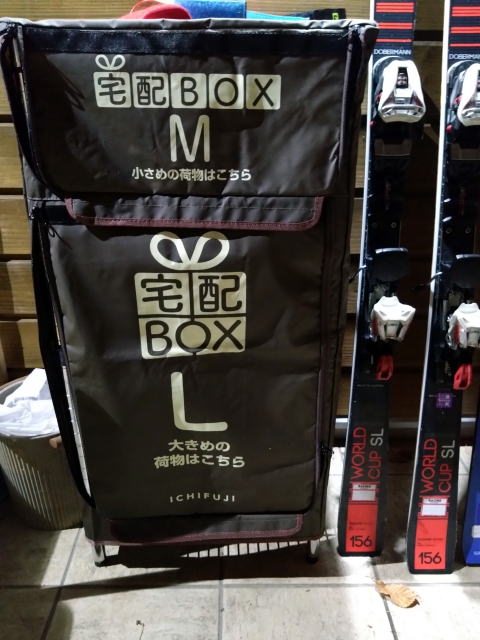 宅配BOX
M
小さめの荷物はこちら
宅配
BOX
L
大きめの
荷物はこちら
ICHIFUJI
DOBERMANN
WORLD
CUP SL
156
DOBERMANN
WORLD
CUP SL
156